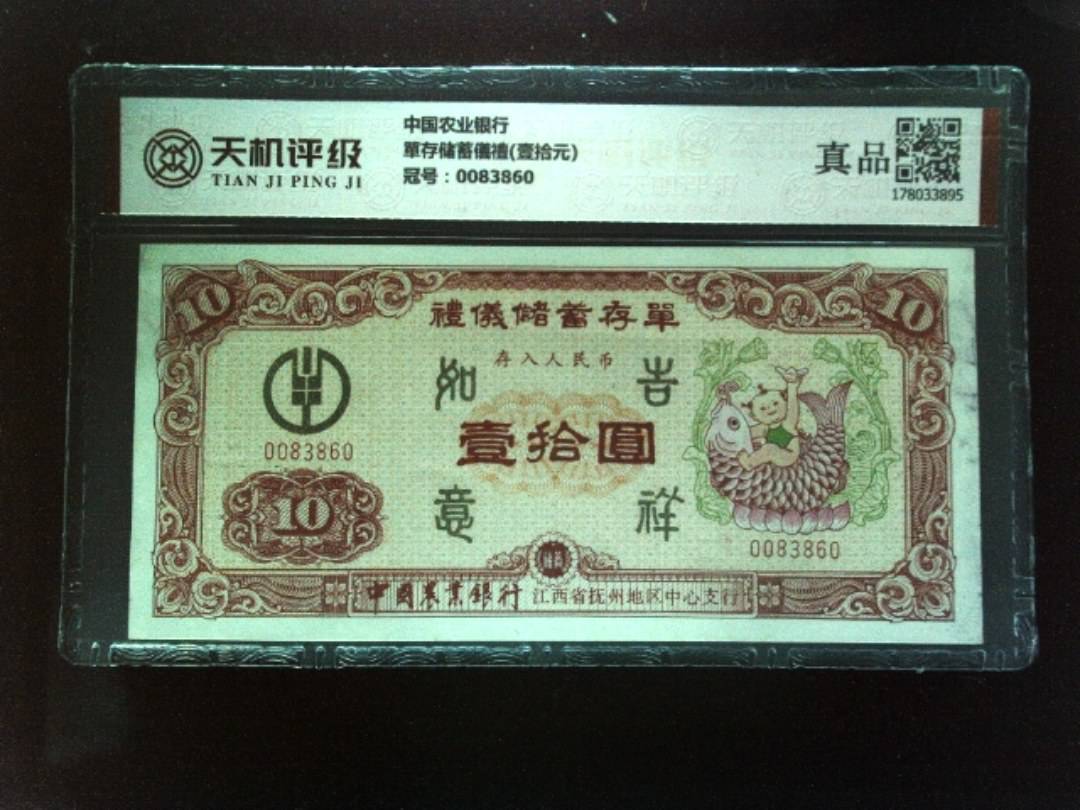 天机评级
TIAN JI PING JI
中国农业银行
單存储蓄儀禮(壹拾元)
冠号：0083860
真品
178033895
10
10
禮儀儲蓄存單
存入人民币
如 吉
壹拾圓
意 祥
0083860
10
0083860
中國農業銀行 江西省抚州地区中心支行